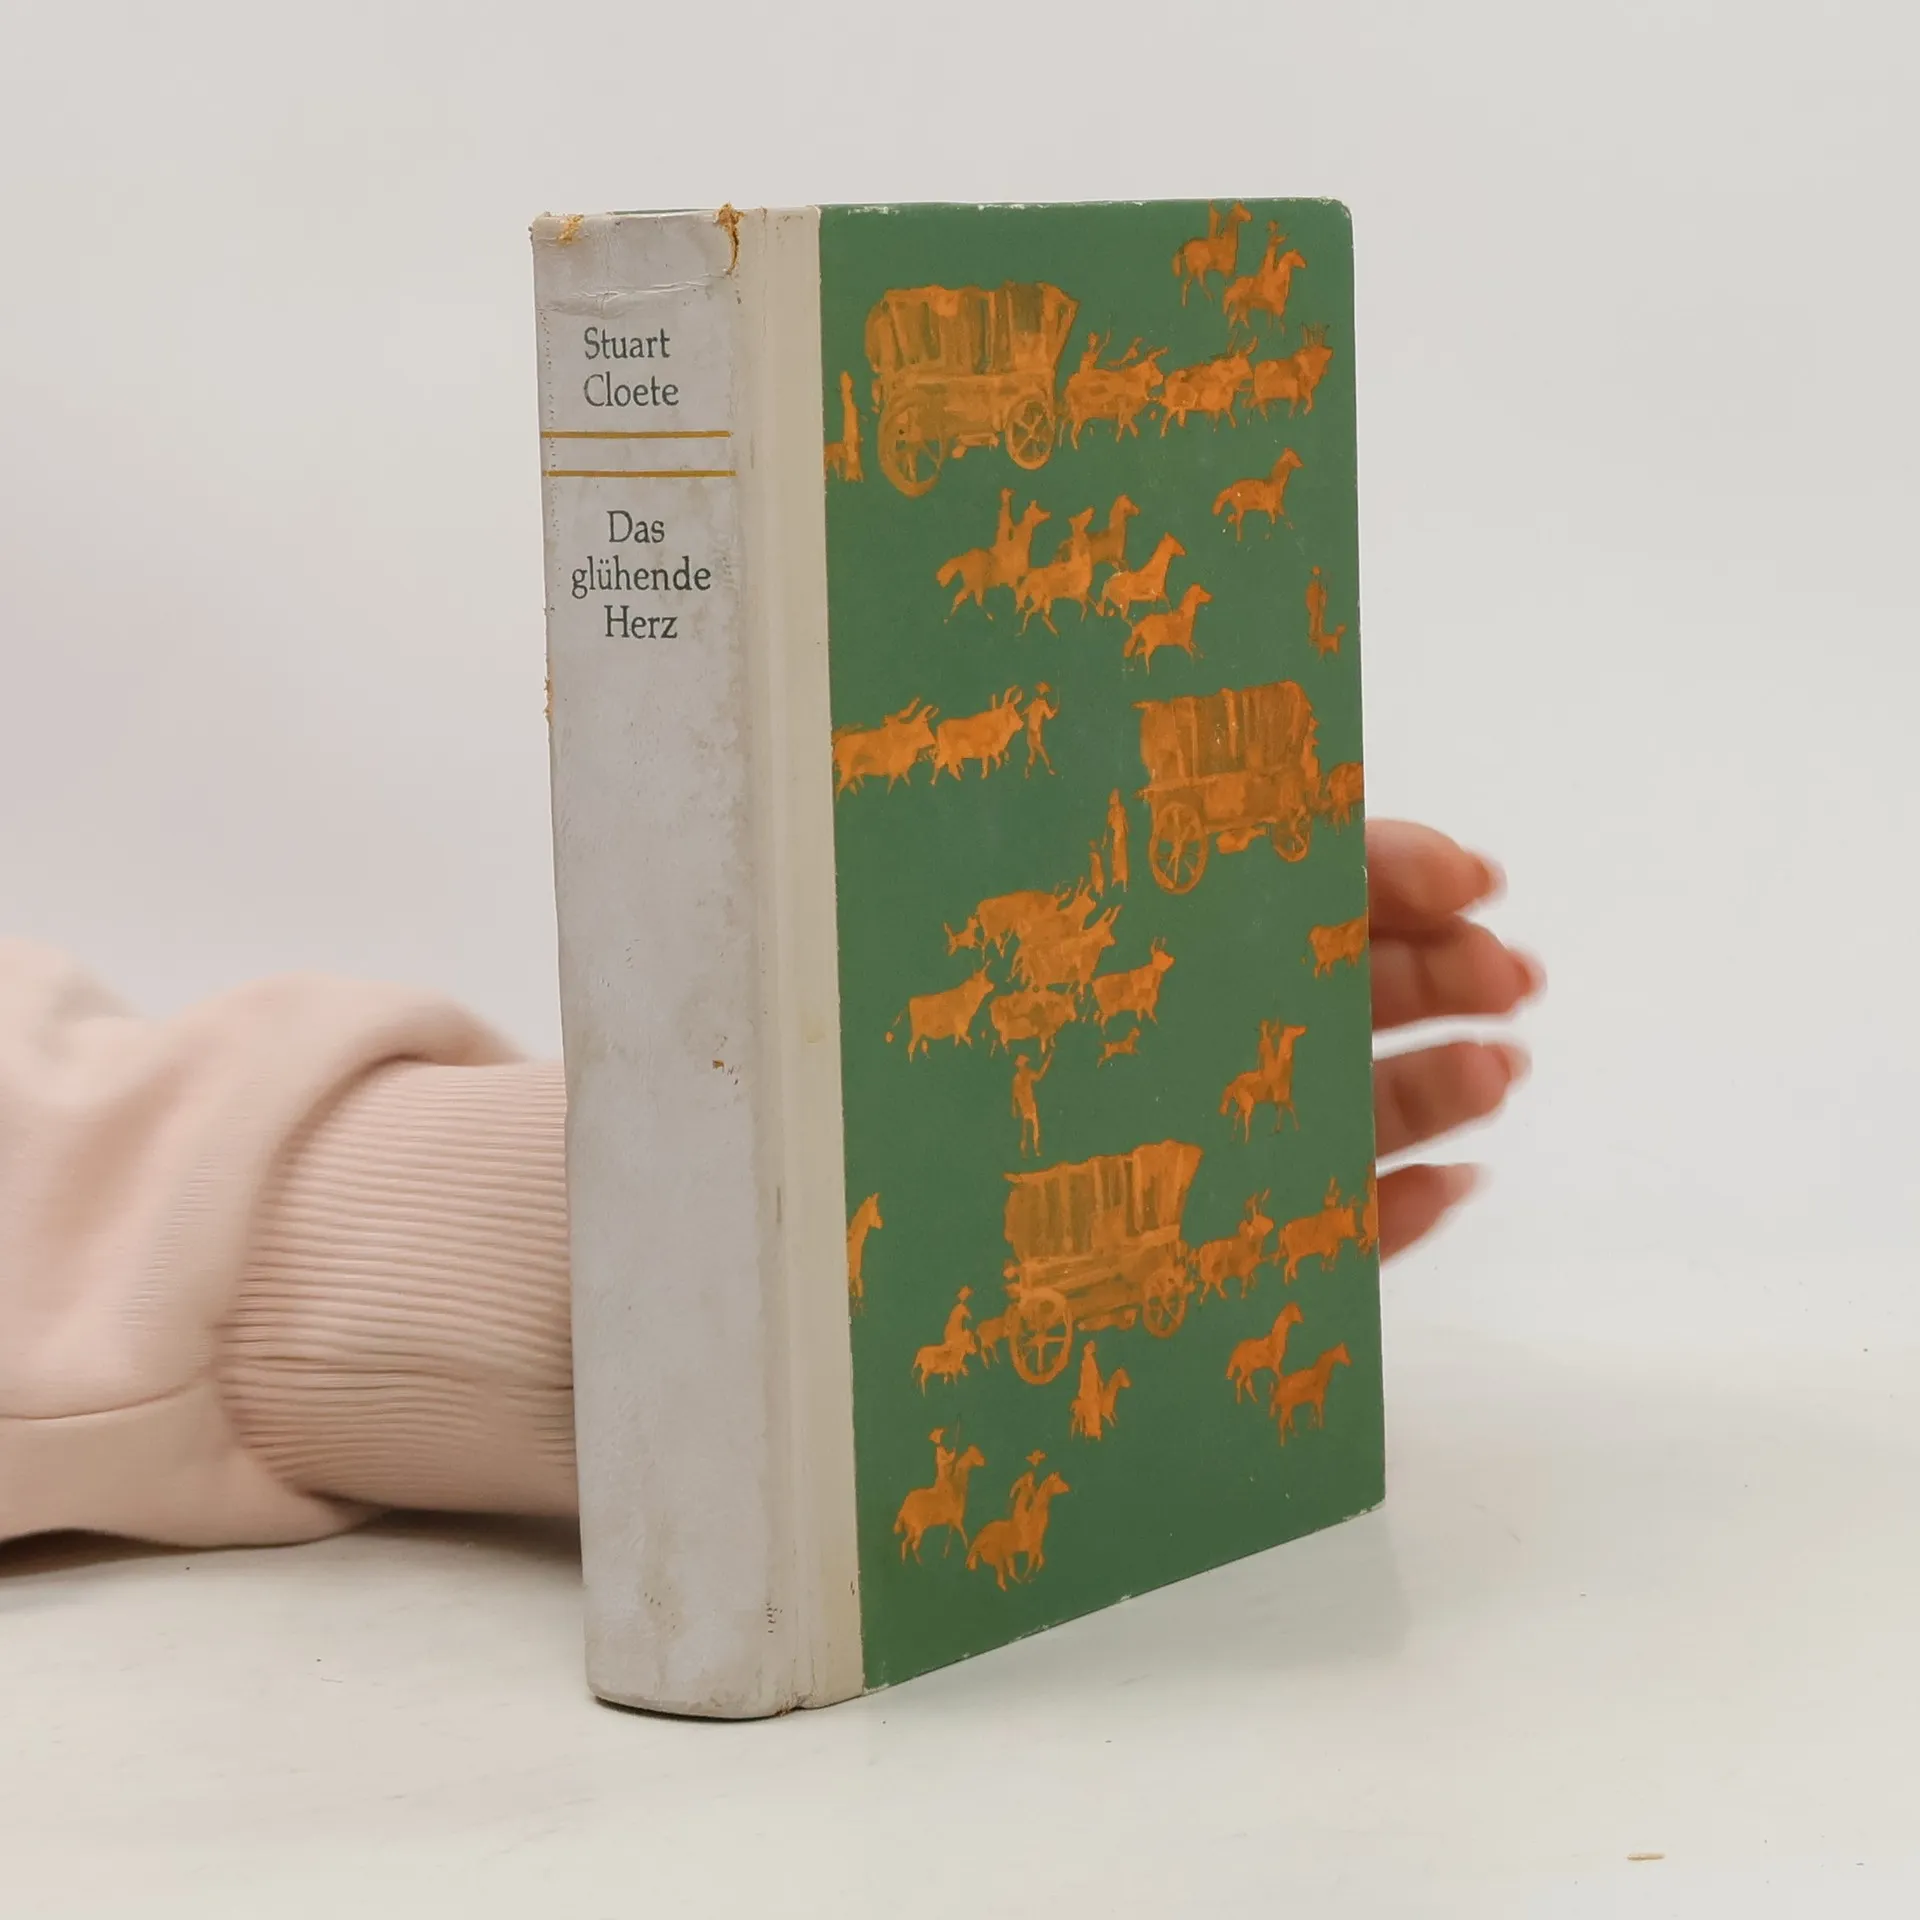 Stuart
Cloete
Das
glühende
Herz